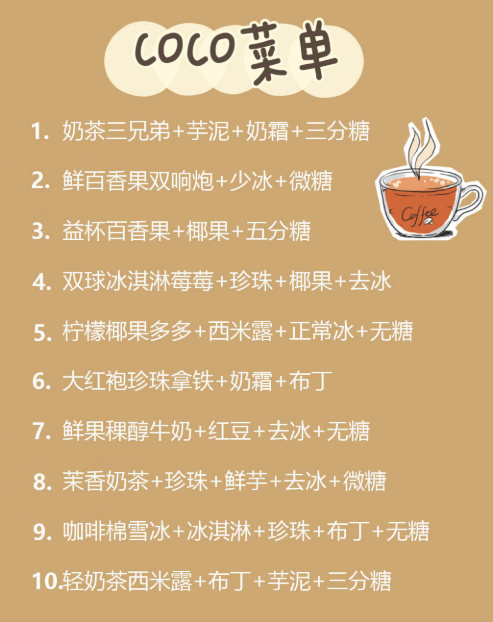 COCO菜单
1. 奶茶三兄弟+芋泥+奶霜+三分糖
2. 鲜百香果双响炮+少冰+微糖
3. 益杯百香果+椰果+五分糖
Coffee
4. 双球冰淇淋莓莓+珍珠+椰果+去冰
5. 柠檬椰果多多+西米露+正常冰+无糖
6. 大红袍珍珠拿铁+奶霜+布丁
7. 鲜果稞醇牛奶+红豆+去冰+无糖
8. 茉香奶茶+珍珠+鲜芋+去冰+微糖
9. 咖啡棉雪冰+冰淇淋+珍珠+布丁+无糖
10.轻奶茶西米露+布丁+芋泥+三分糖